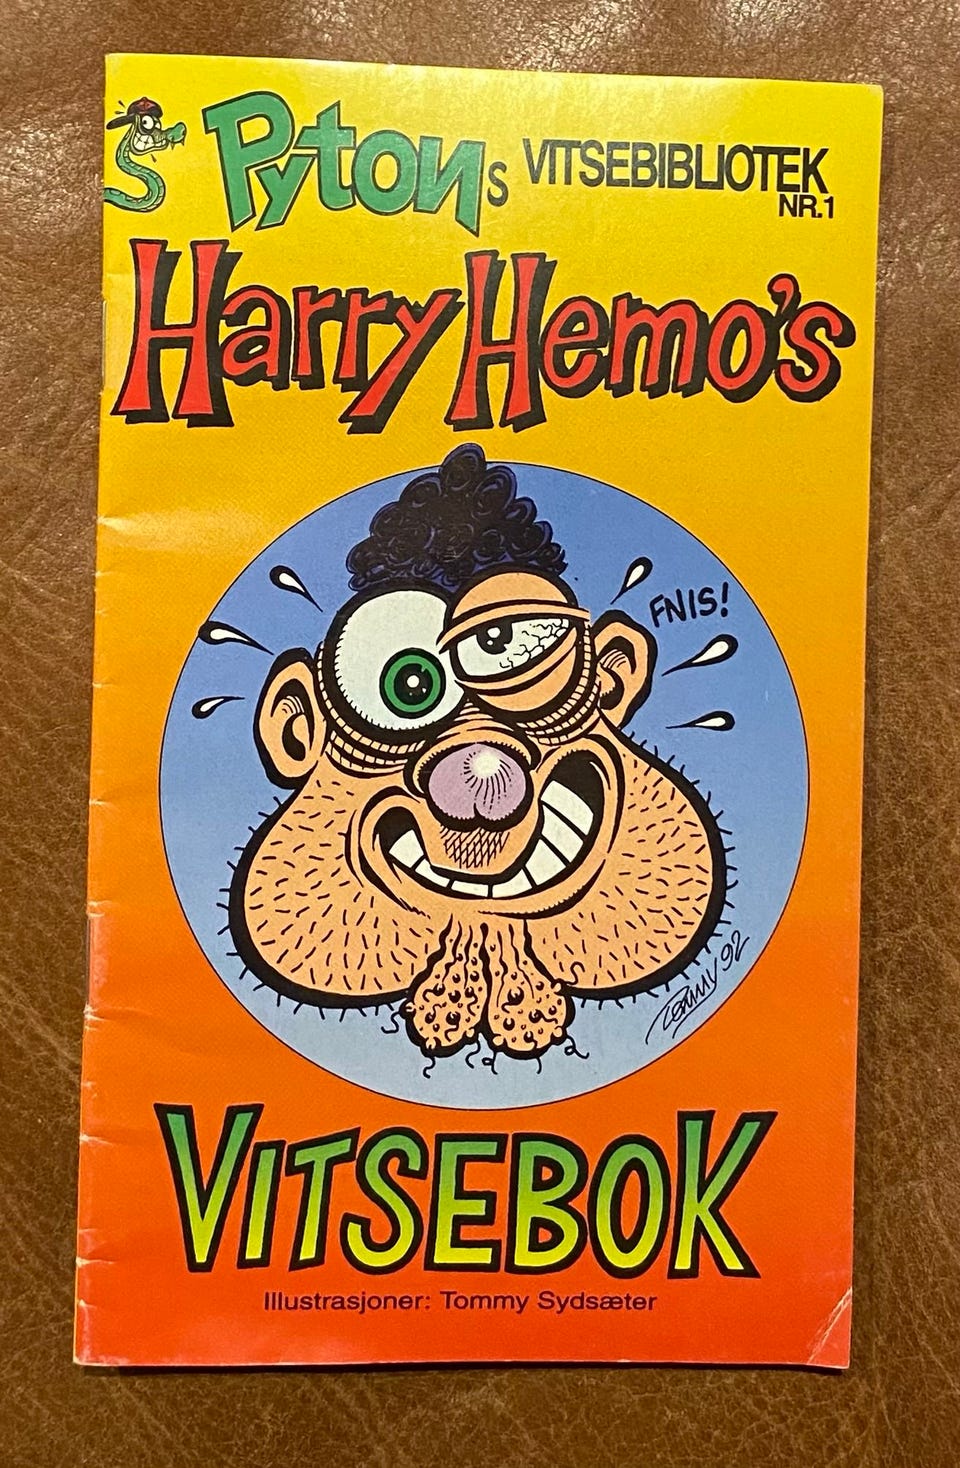 Pytons VITSEBIBLIOTEK
NR.1
Harry Hemo's
FNIS!
Tommy 92
VITSEBOK
Illustrasjoner: Tommy Sydsæter